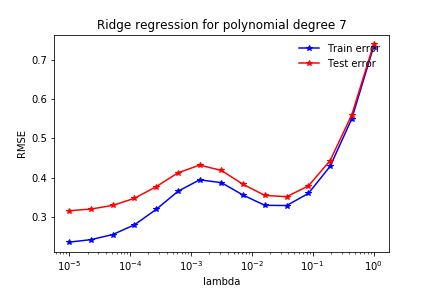 Ridge regression for polynomial degree 7
Train error
Test error
RMSE
0.7
0.6
0.5
0.4
0.3
10⁻⁵ 10⁻⁴ 10⁻³ 10⁻² 10⁻¹ 10⁰
lambda